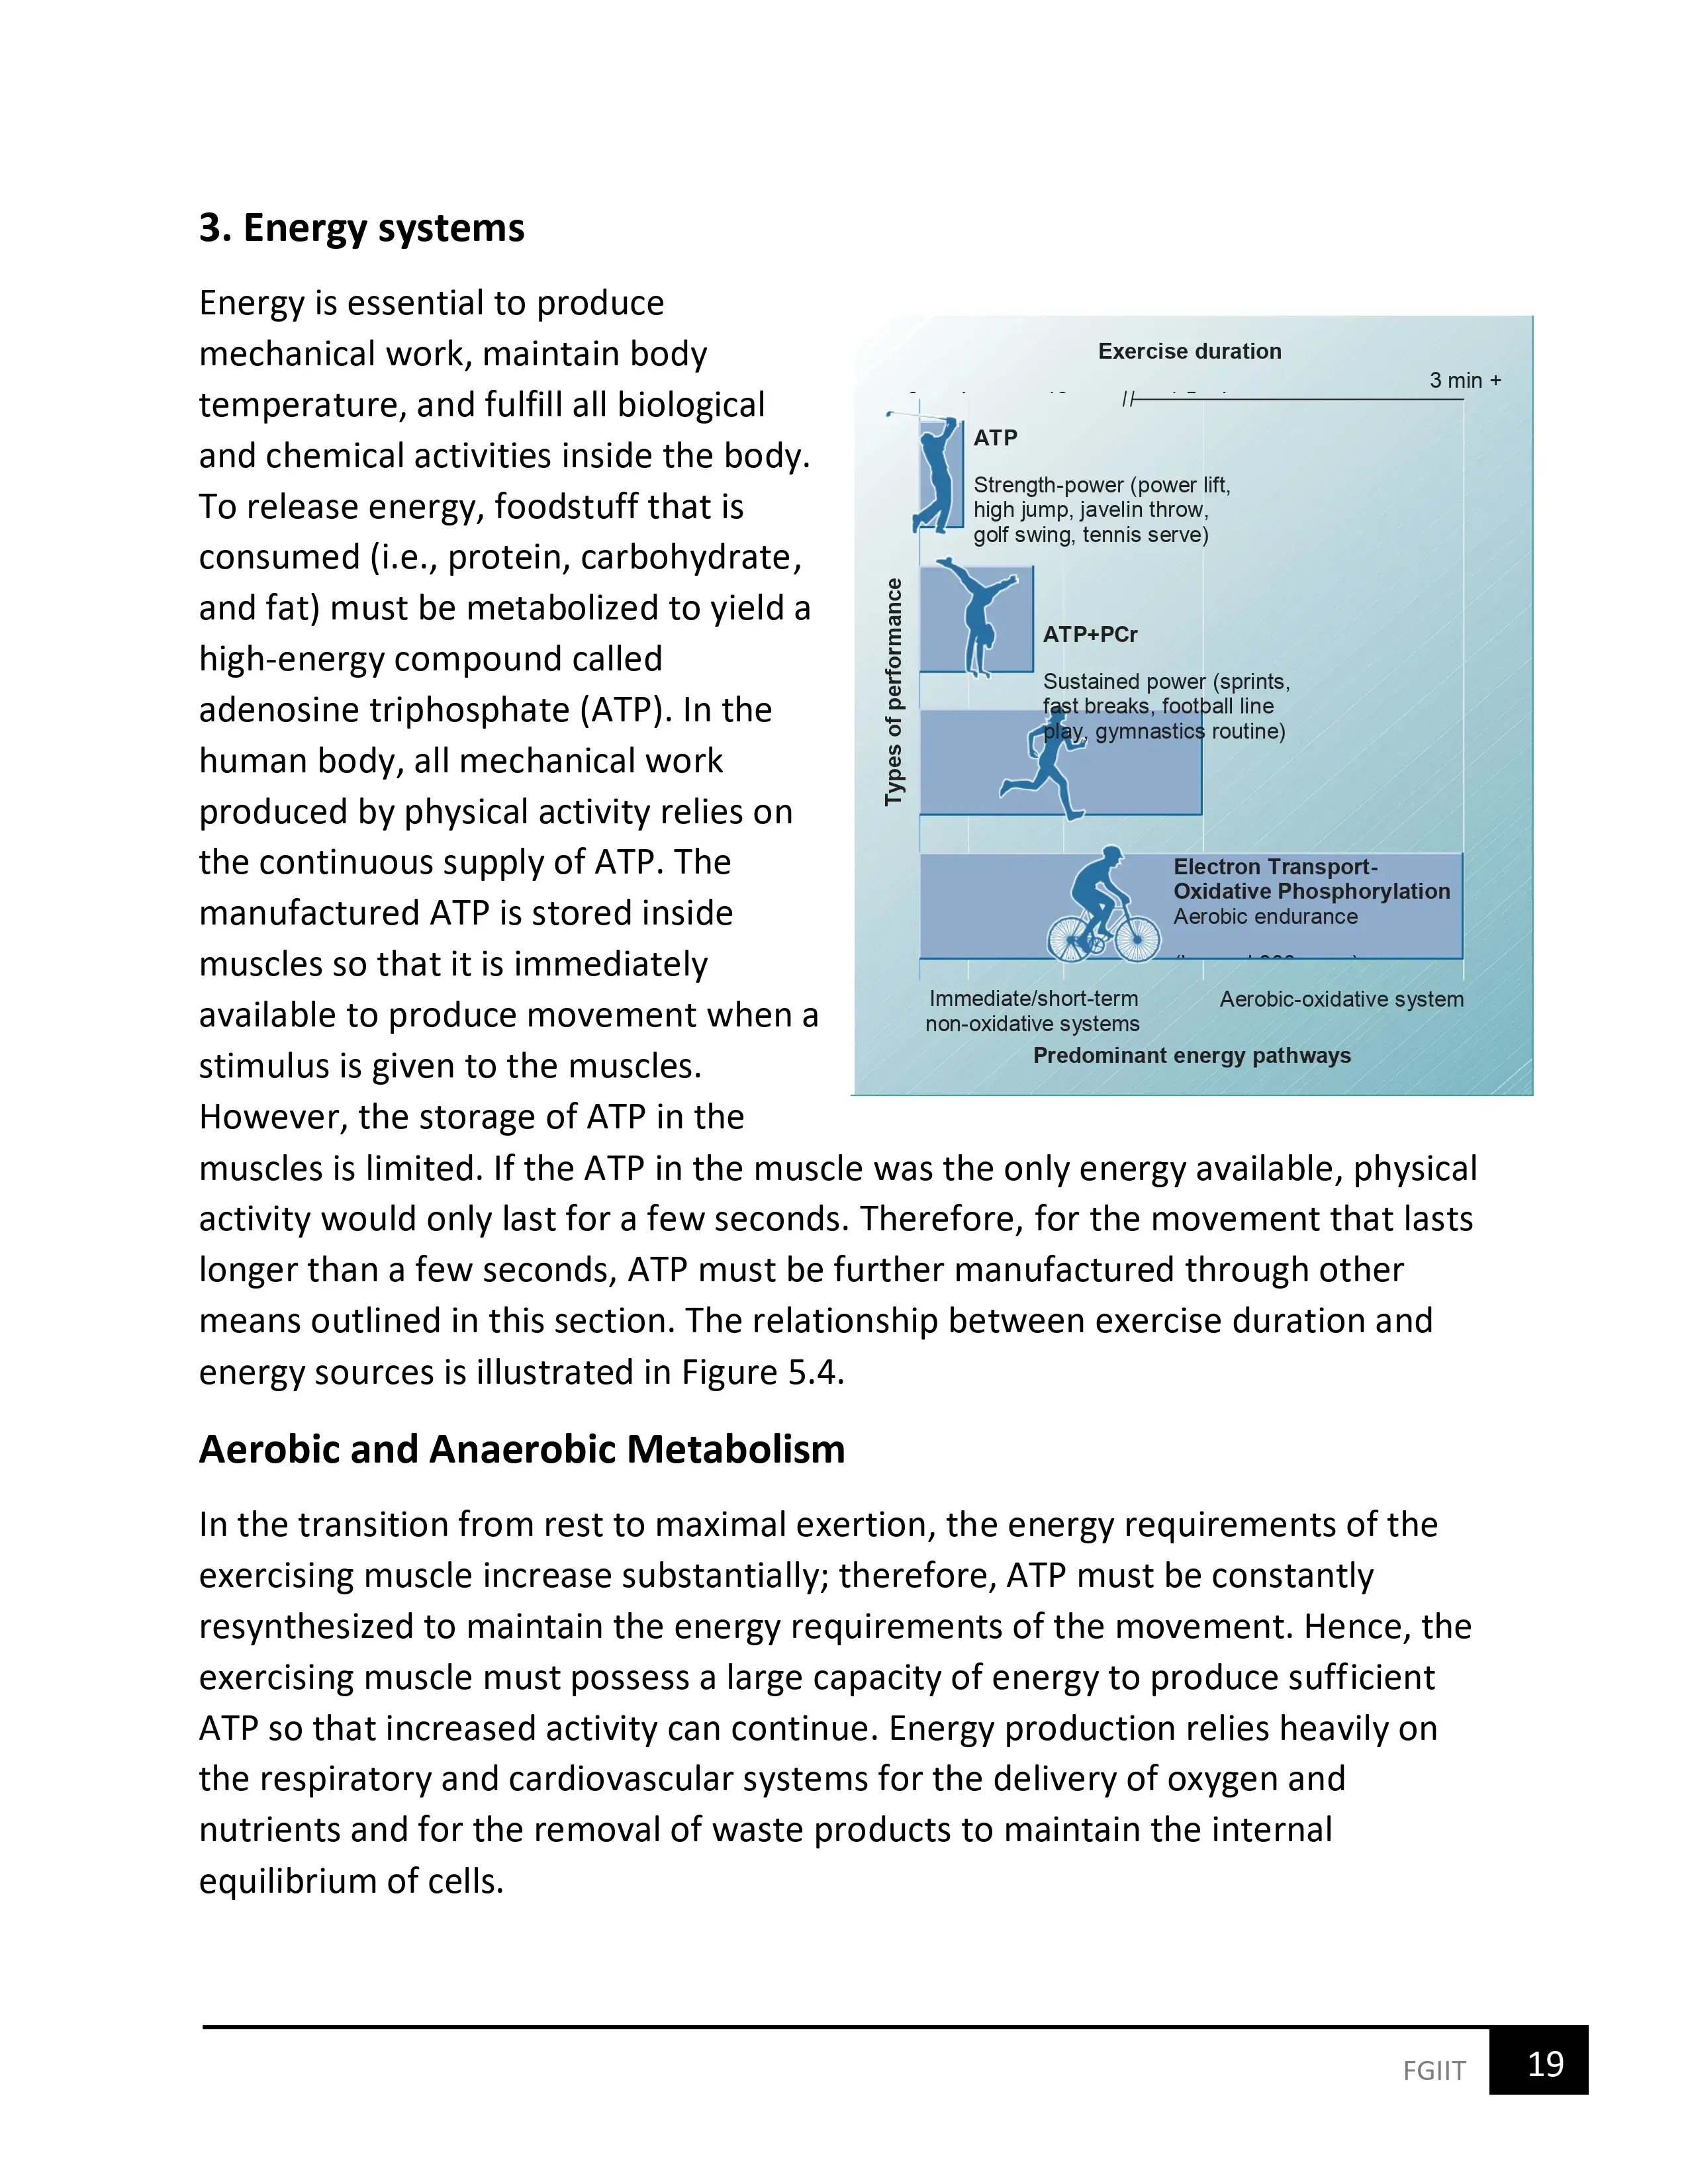 3. Energy systems
Energy is essential to produce
mechanical work, maintain body
temperature, and fulfill all biological
and chemical activities inside the body.
To release energy, foodstuff that is
consumed (i.e., protein, carbohydrate,
and fat) must be metabolized to yield a
high-energy compound called
adenosine triphosphate (ATP). In the
human body, all mechanical work
produced by physical activity relies on
the continuous supply of ATP. The
manufactured ATP is stored inside
muscles so that it is immediately
available to produce movement when a
stimulus is given to the muscles.
However, the storage of ATP in the
muscles is limited. If the ATP in the muscle was the only energy available, physical
activity would only last for a few seconds. Therefore, for the movement that lasts
longer than a few seconds, ATP must be further manufactured through other
means outlined in this section. The relationship between exercise duration and
energy sources is illustrated in Figure 5.4.
Exercise duration
3 min +
//
Types of performance
ATP
Strength-power (power lift,
high jump, javelin throw,
golf swing, tennis serve)
ATP+PCr
Sustained power (sprints,
fast breaks, football line
play, gymnastics routine)
Electron Transport-
Oxidative Phosphorylation
Aerobic endurance
Immediate/short-term
non-oxidative systems
Aerobic-oxidative system
Predominant energy pathways
Aerobic and Anaerobic Metabolism
In the transition from rest to maximal exertion, the energy requirements of the
exercising muscle increase substantially; therefore, ATP must be constantly
resynthesized to maintain the energy requirements of the movement. Hence, the
exercising muscle must possess a large capacity of energy to produce sufficient
ATP so that increased activity can continue. Energy production relies heavily on
the respiratory and cardiovascular systems for the delivery of oxygen and
nutrients and for the removal of waste products to maintain the internal
equilibrium of cells.
FGIIT
19